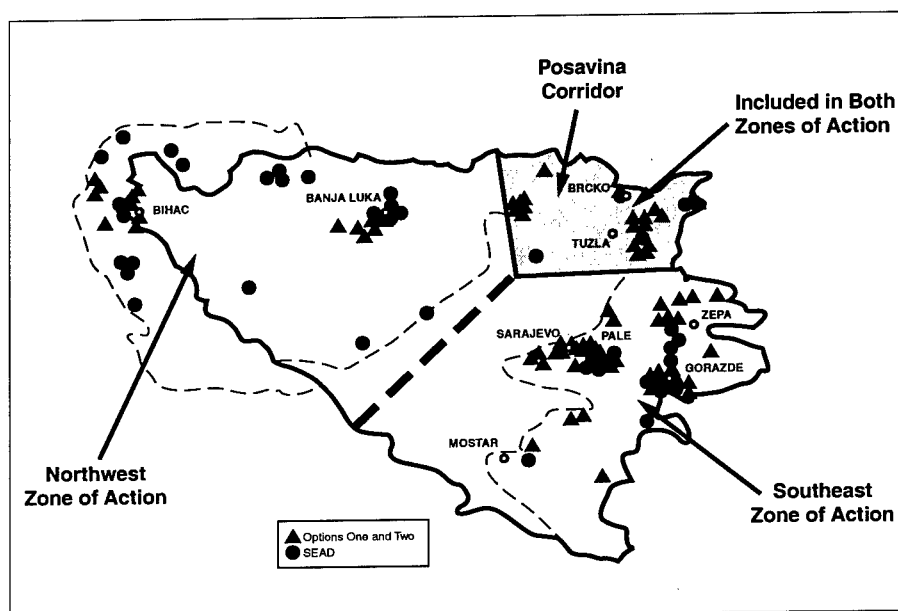 Posavina
Corridor
Included in Both
Zones of Action
BRCKO
BANJA LUKA
BIHAC
TUZLA
ZEPA
SARAJEVO
PALE
GORAZDE
MOSTAR
Northwest
Zone of Action
Southeast
Zone of Action
Options One and Two
SEAD